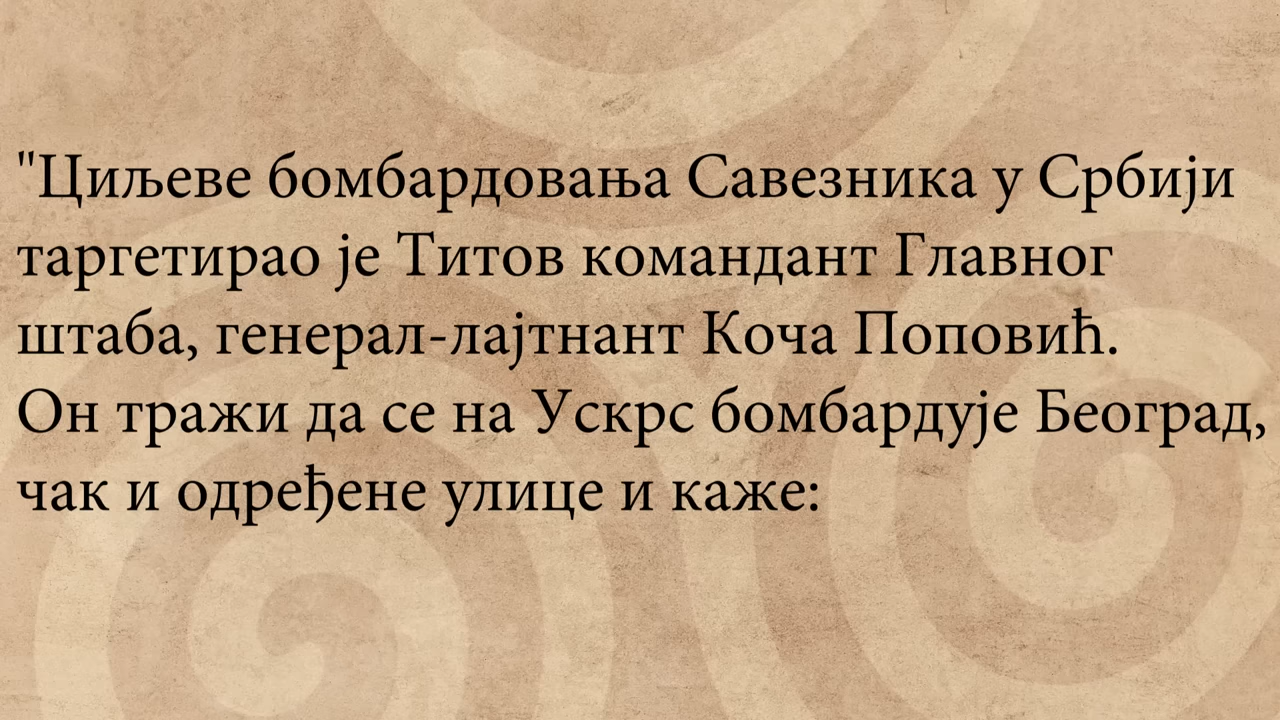 "Циљеве бомбардовања Савезника у Србији
таргетирао је Титов командант Главног
штаба, генерал-лајтнант Коча Поповић.
Он тражи да се на Ускрс бомбардује Београд,
чак и одређене улице и каже: